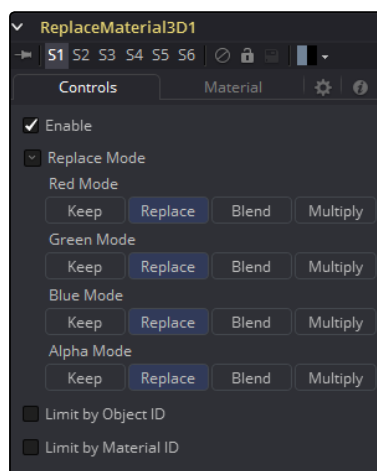 ReplaceMaterial3D1
S1 S2 S3 S4 S5 S6
Controls Material
Enable
Replace Mode
Red Mode
Keep Replace Blend Multiply
Green Mode
Keep Replace Blend Multiply
Blue Mode
Keep Replace Blend Multiply
Alpha Mode
Keep Replace Blend Multiply
Limit by Object ID
Limit by Material ID